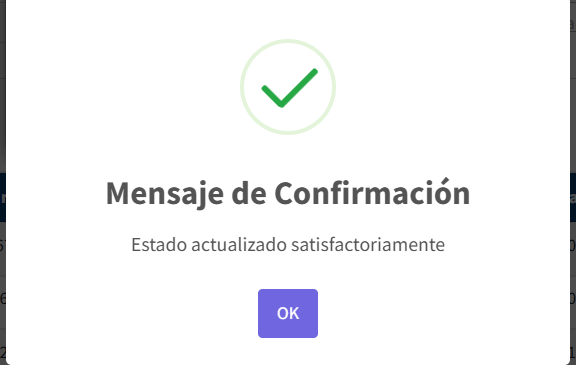 Mensaje de Confirmación
Estado actualizado satisfactoriamente
OK